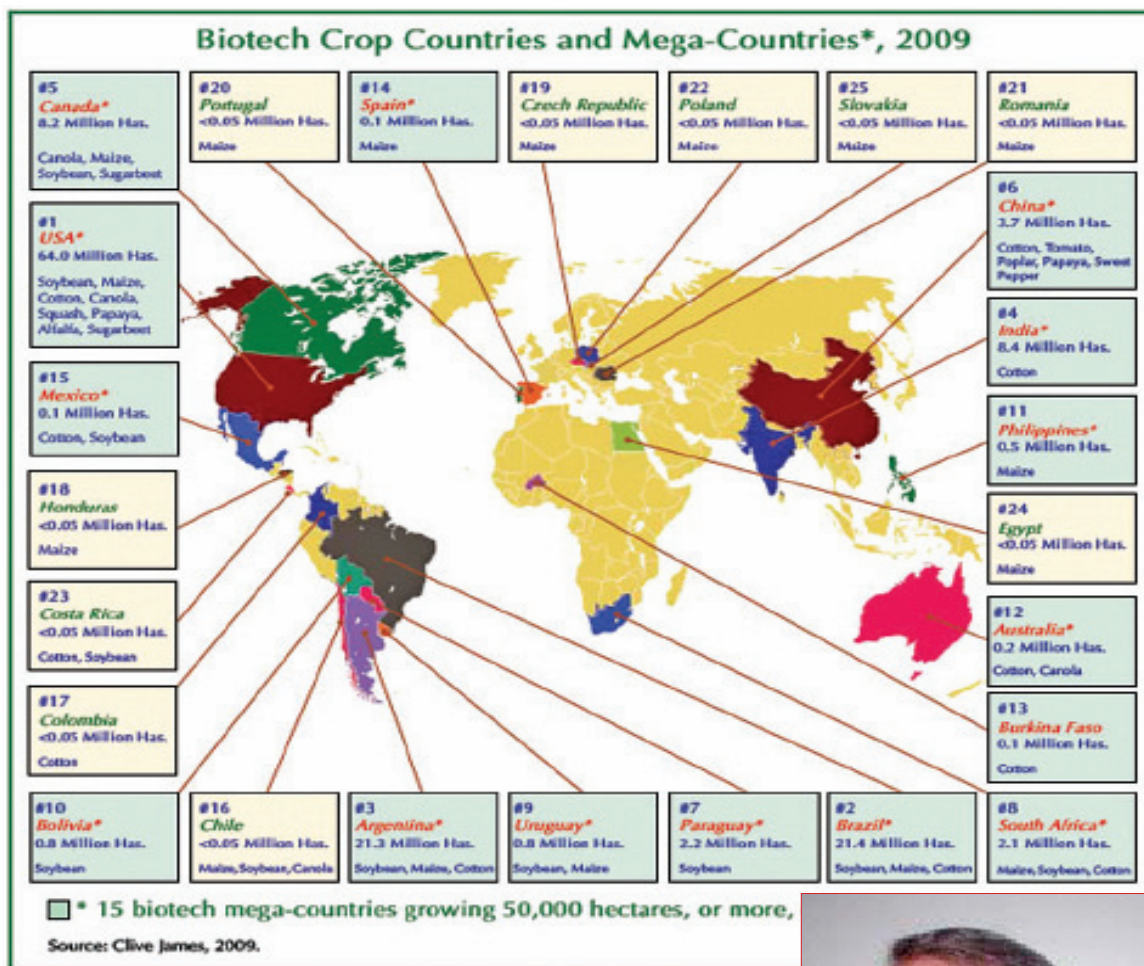 Biotech Crop Countries and Mega-Countries*, 2009
#5
Canada*
8.2 Million Has.
Canola, Maize,
Soybean, Sugarbeet
#20
Portugal
<0.05 Million Has.
Maize
#14
Spain*
0.1 Million Has.
Maize
#19
Czech Republic
<0.05 Million Has.
Maize
#22
Poland
<0.05 Million Has.
Maize
#25
Slovakia
<0.05 Million Has.
Maize
#21
Romania
<0.05 Million Has.
Maize
#1
USA*
64.0 Million Has.
Soybean, Maize,
Cotton, Canola,
Squash, Papaya,
Alfalfa, Sugarbeet
#15
Mexico*
0.1 Million Has.
Cotton, Soybean
#18
Honduras
<0.05 Million Has.
Maize
#23
Costa Rica
<0.05 Million Has.
Cotton, Soybean
#17
Colombia
<0.05 Million Has.
Cotton
#6
China*
3.7 Million Has.
Cotton, Tomato,
Poplar, Papaya, Sweet
Pepper
#4
India*
8.4 Million Has.
Cotton
#11
Philippines*
0.5 Million Has.
Maize
#24
Egypt
<0.05 Million Has.
Maize
#12
Australia*
0.2 Million Has.
Cotton, Canola
#13
Burkina Faso
0.1 Million Has.
Cotton
#10
Bolivia*
0.8 Million Has.
Soybean
#16
Chile
<0.05 Million Has.
Maize, Soybean, Canola
#3
Argentina*
21.3 Million Has.
Soybean, Maize, Cotton
#9
Uruguay*
0.8 Million Has.
Soybean, Maize
#7
Paraguay*
2.2 Million Has.
Soybean
#2
Brazil*
21.4 Million Has.
Soybean, Maize, Cotton
#8
South Africa*
2.1 Million Has.
Maize, Soybean, Cotton
* 15 biotech mega-countries growing 50,000 hectares, or more,
Source: Clive James, 2009.